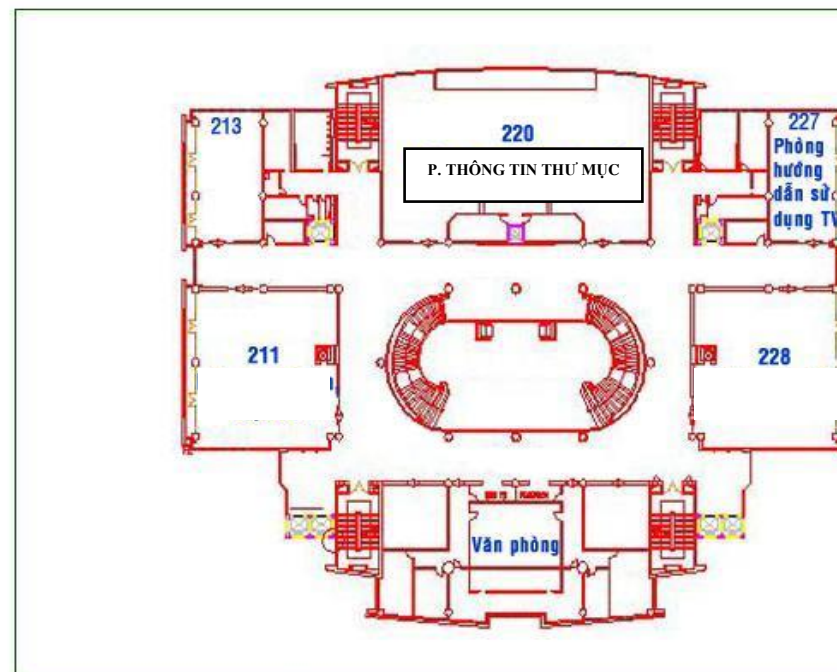 213
220
P. THÔNG TIN THƯ MỤC
227
Phòng
hướng
dẫn sử
dụng TV
211
228
Văn phòng